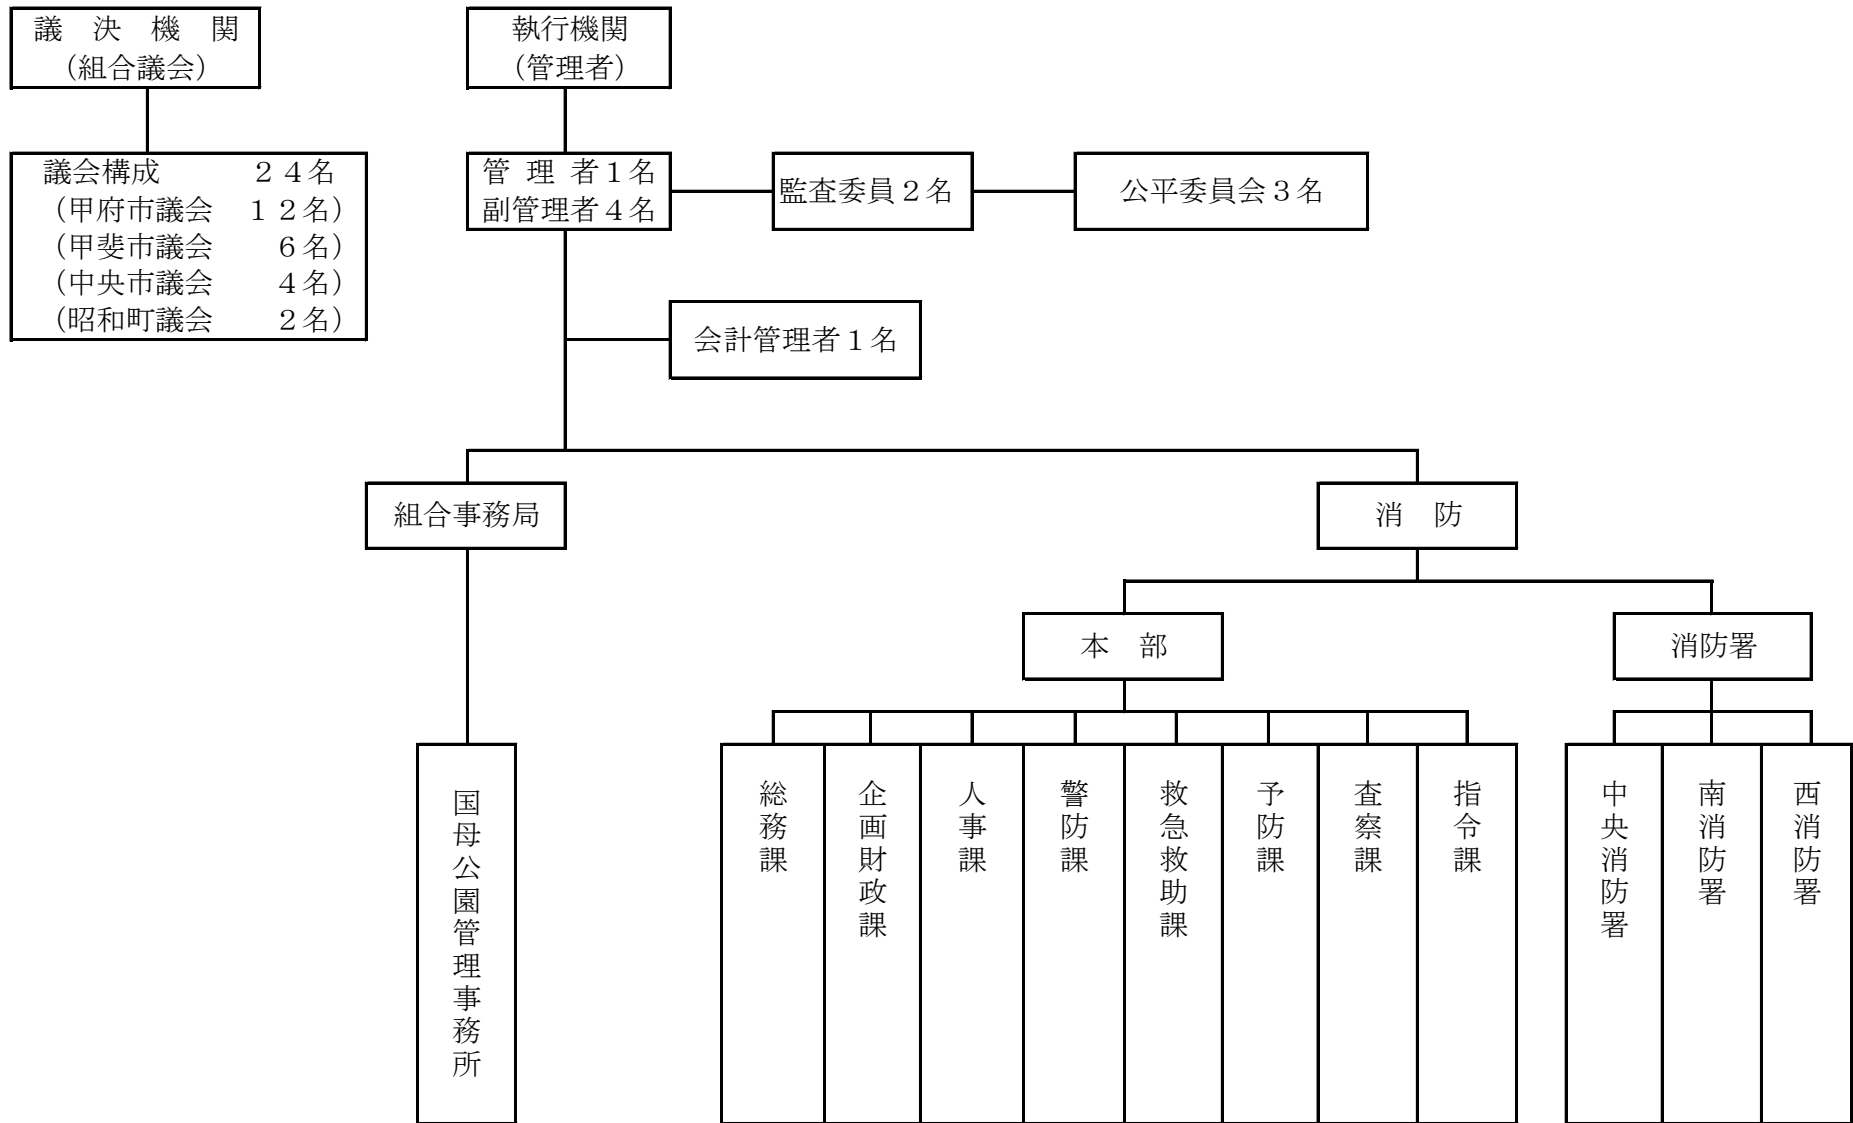 議　決　機　関
（組合議会）
執行機関
（管理者）
議会構成　　　２４名
（甲府市議会　１２名）
（甲斐市議会　　６名）
（中央市議会　　４名）
（昭和町議会　　２名）
管 理 者１名
副管理者４名
監査委員２名
公平委員会３名
会計管理者１名
組合事務局
消　防
本　部
消防署
国母公園管理事務所
総務課
企画財政課
人事課
警防課
救急救助課
予防課
査察課
指令課
中央消防署
南消防署
西消防署